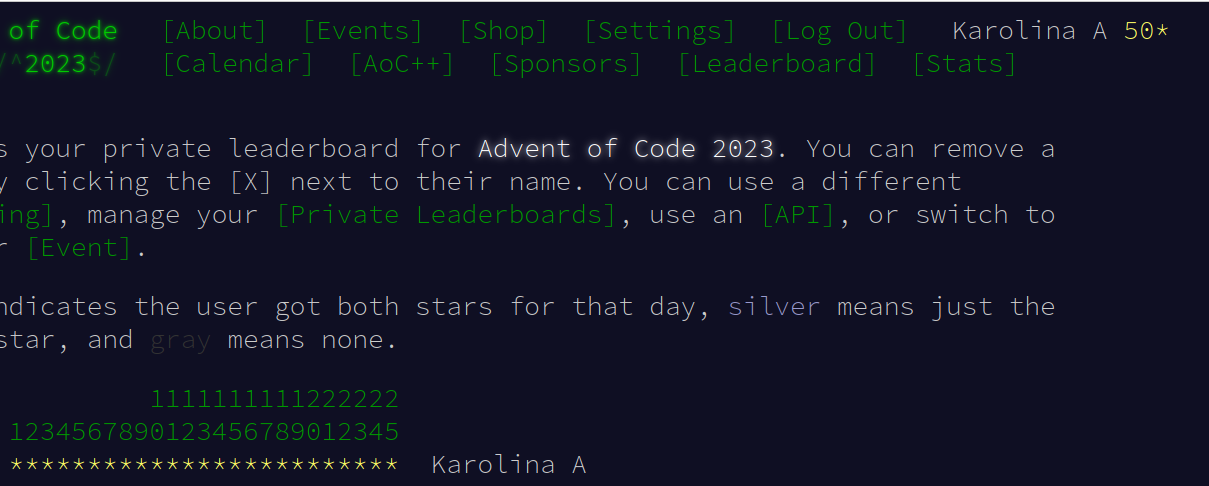 of Code [About] [Events] [Shop] [Settings] [Log Out] Karolina A 50*
/^2023$/ [Calendar] [AoC++] [Sponsors] [Leaderboard] [Stats]
s your private leaderboard for Advent of Code 2023. You can remove a
y clicking the [X] next to their name. You can use a different
ing], manage your [Private Leaderboards], use an [API], or switch to
r [Event].
ndicates the user got both stars for that day, silver means just the
star, and gray means none.
1111111111222222
1234567890123456789012345
************************* Karolina A